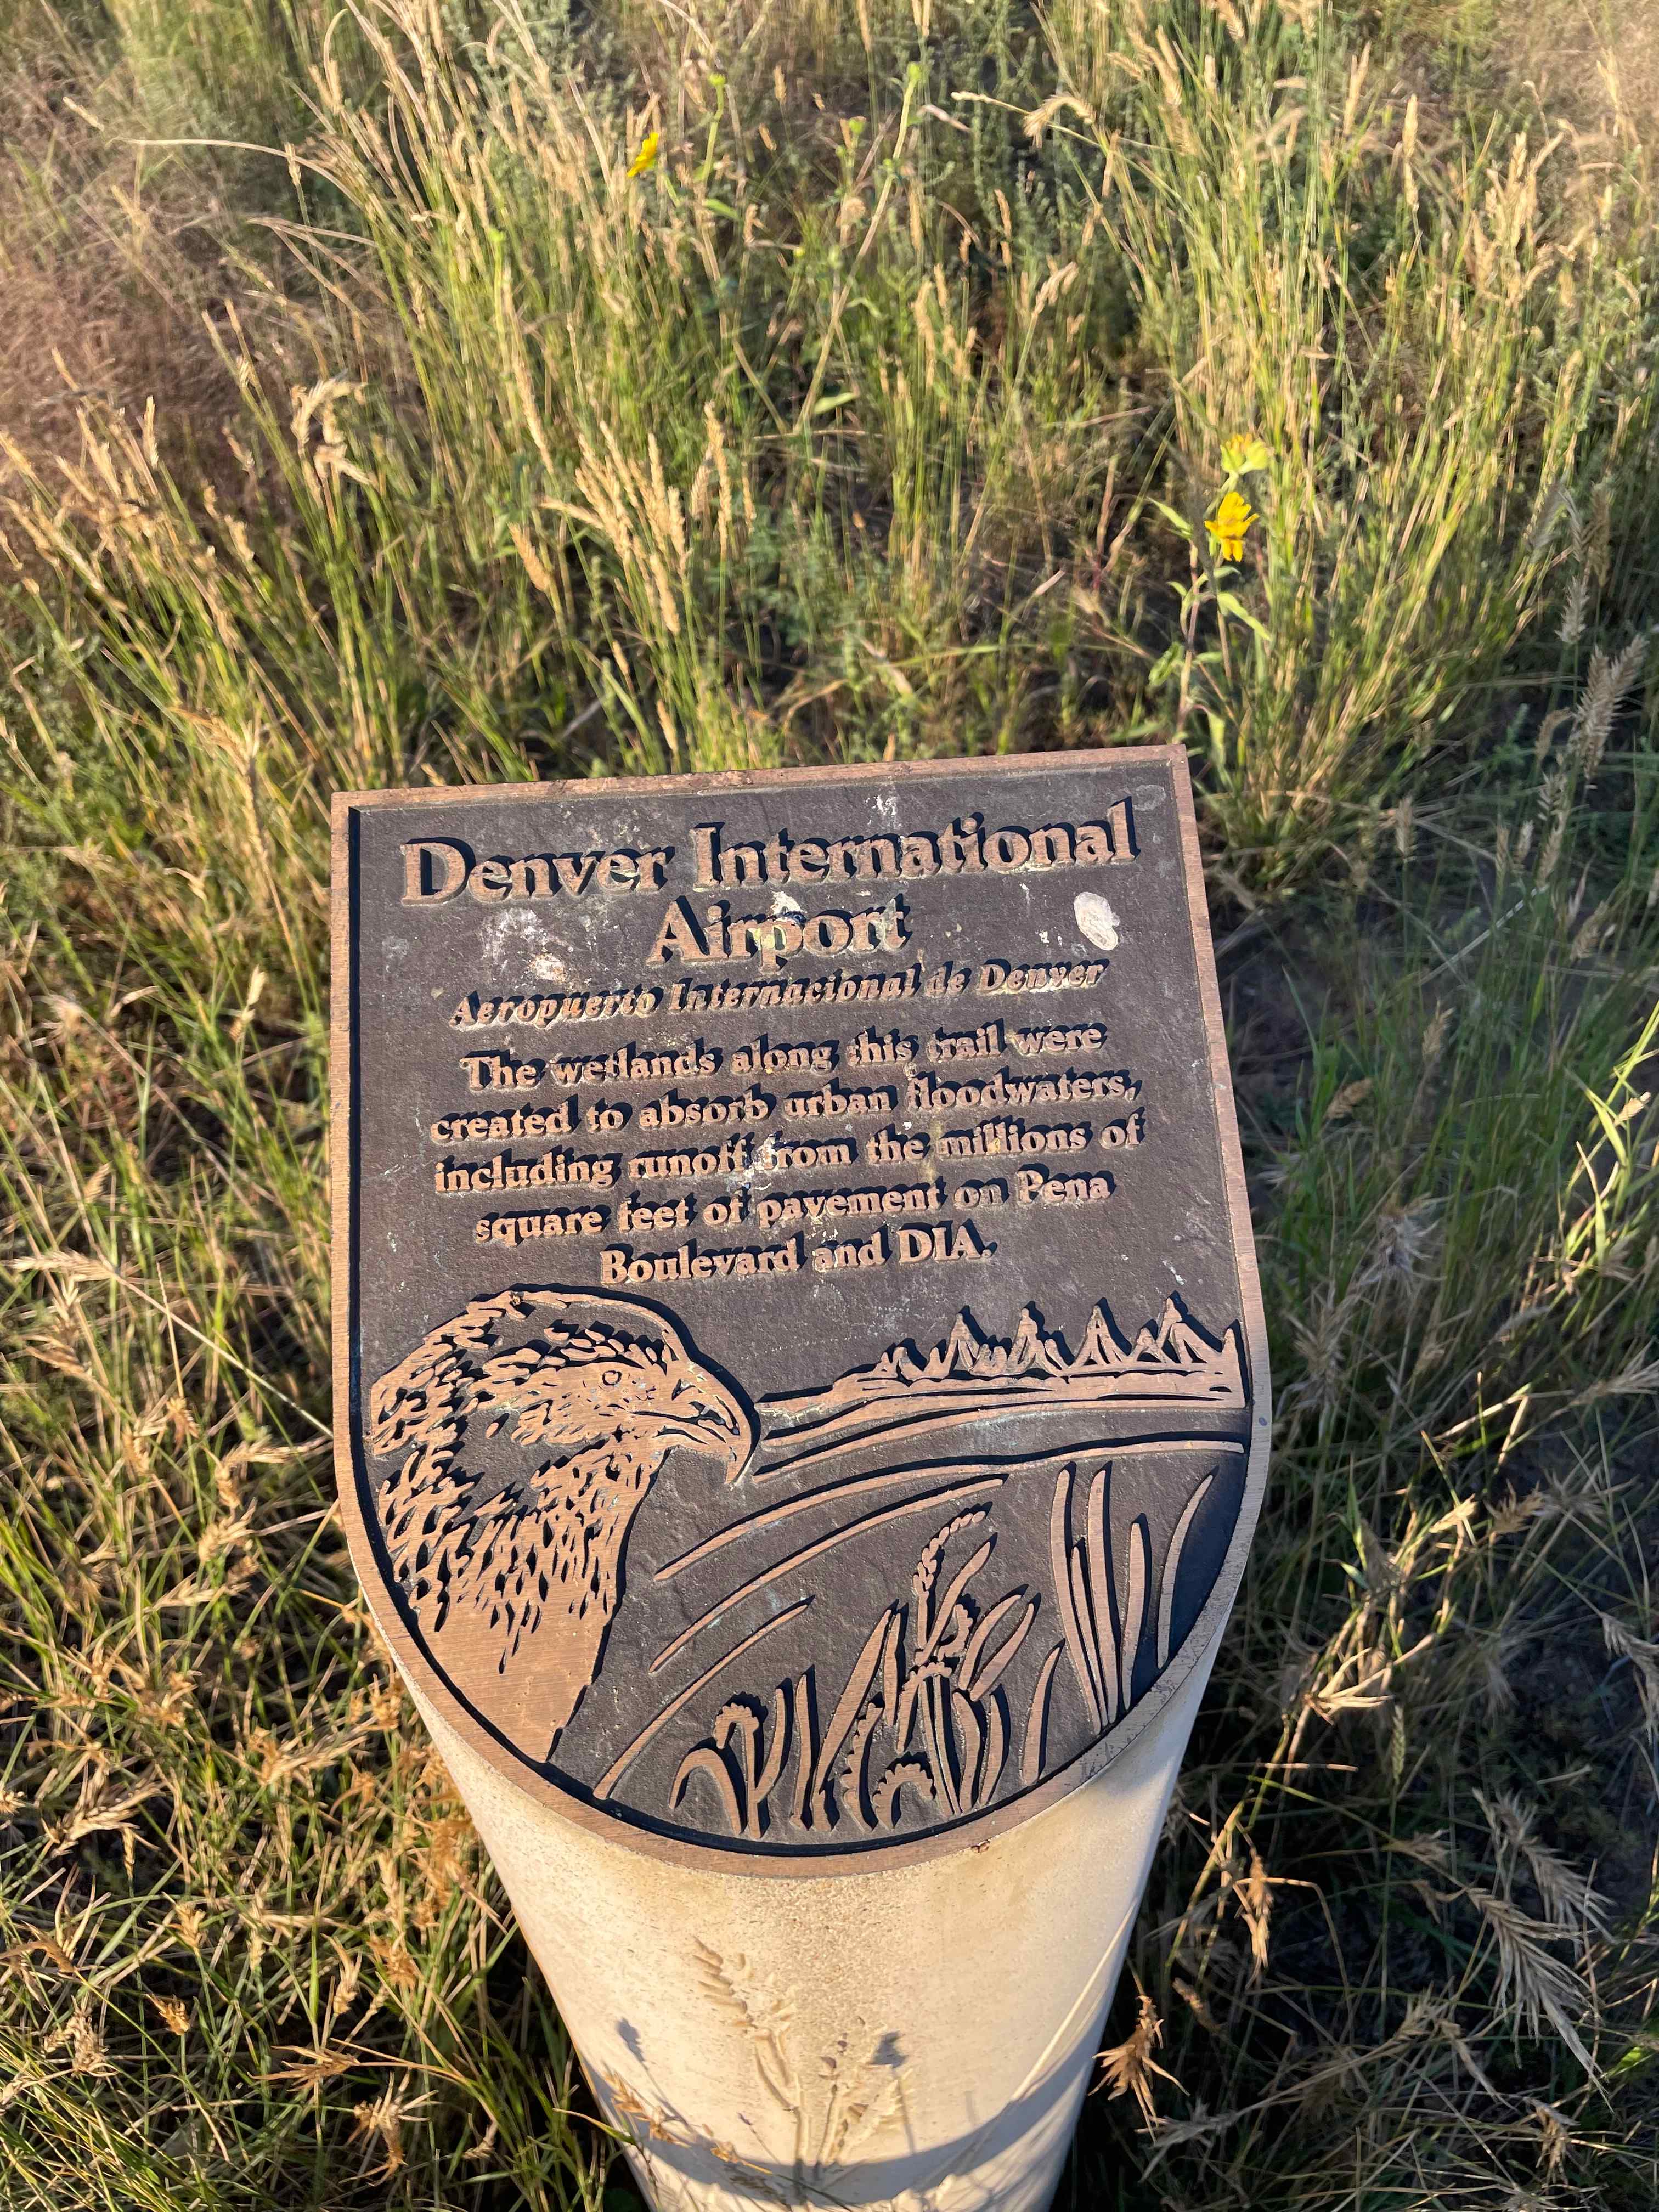 Denver International
Airport
Aeropuerto Internacional de Denver
The wetlands along this trail were
created to absorb urban floodwaters,
including runoff from the millions of
square feet of pavement on Pena
Boulevard and DIA.